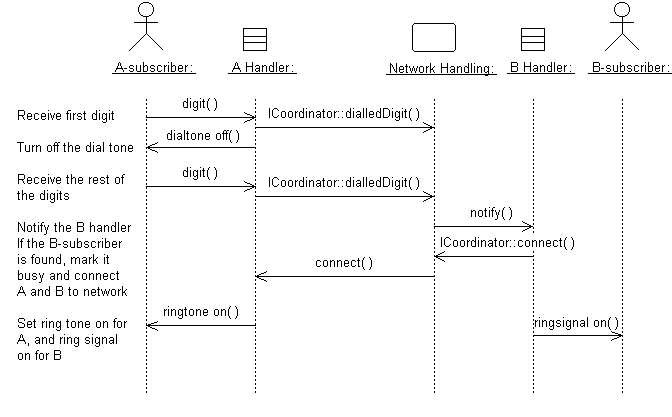 A-subscriber:
A Handler:
Network Handling:
B Handler:
B-subscriber:
Receive first digit
digit( )
ICoordinator::dialledDigit( )
Turn off the dial tone
dialtone off( )
Receive the rest of
the digits
digit( )
ICoordinator::dialledDigit( )
Notify the B handler
If the B-subscriber
is found, mark it
busy and connect
A and B to network
notify( )
ICoordinator::connect( )
connect( )
Set ring tone on for
A, and ring signal
on for B
ringtone on( )
ringsignal on( )